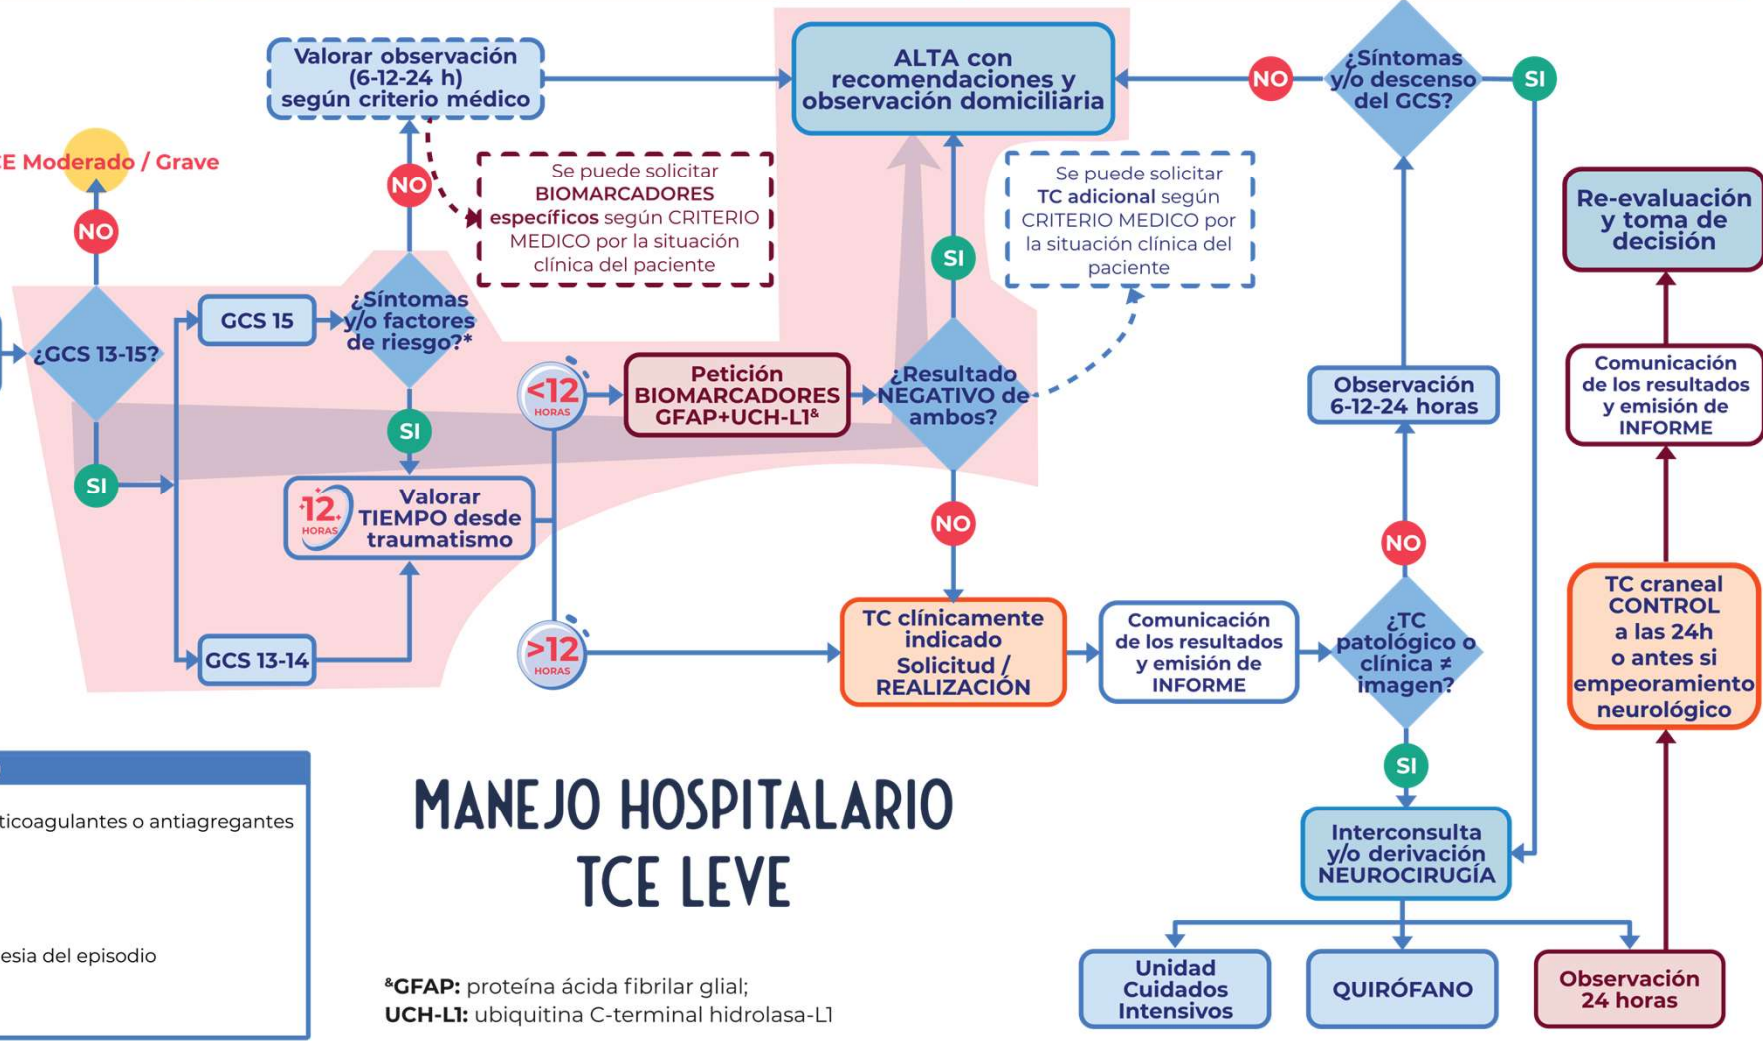 Valorar observación
(6-12-24 h)
según criterio médico
ALTA con
recomendaciones y
observación domiciliaria
NO
¿Síntomas
y/o descenso
del GCS?
SI
Moderado / Grave
NO
NO
Se puede solicitar
BIOMARCADORES
específicos según CRITERIO
MEDICO por la situación
clínica del paciente
SI
Se puede solicitar
TC adicional según
CRITERIO MEDICO por
la situación clínica del
paciente
Re-evaluación
y toma de
decisión
¿GCS 13-15?
GCS 15
¿Síntomas
y/o factores
de riesgo?*
<12
HORAS
Petición
BIOMARCADORES
GFAP+UCH-L1&
¿Resultado
NEGATIVO de
ambos?
Observación
6-12-24 horas
Comunicación
de los resultados
y emisión de
INFORME
SI
SI
12
HORAS
Valorar
TIEMPO desde
traumatismo
NO
NO
GCS 13-14
>12
HORAS
TC clínicamente
indicado
Solicitud /
REALIZACIÓN
Comunicación
de los resultados
y emisión de
INFORME
¿TC
patológico o
clínica ≠
imagen?
TC craneal
CONTROL
a las 24h
o antes si
empeoramiento
neurológico
SI
ticoagulantes o antiagregantes
esia del episodio
MANEJO HOSPITALARIO
TCE LEVE
Interconsulta
y/o derivación
NEUROCIRUGÍA
Unidad
Cuidados
Intensivos
QUIRÓFANO
Observación
24 horas
&GFAP: proteína ácida fibrilar glial;
UCH-L1: ubiquitina C-terminal hidrolasa-L1